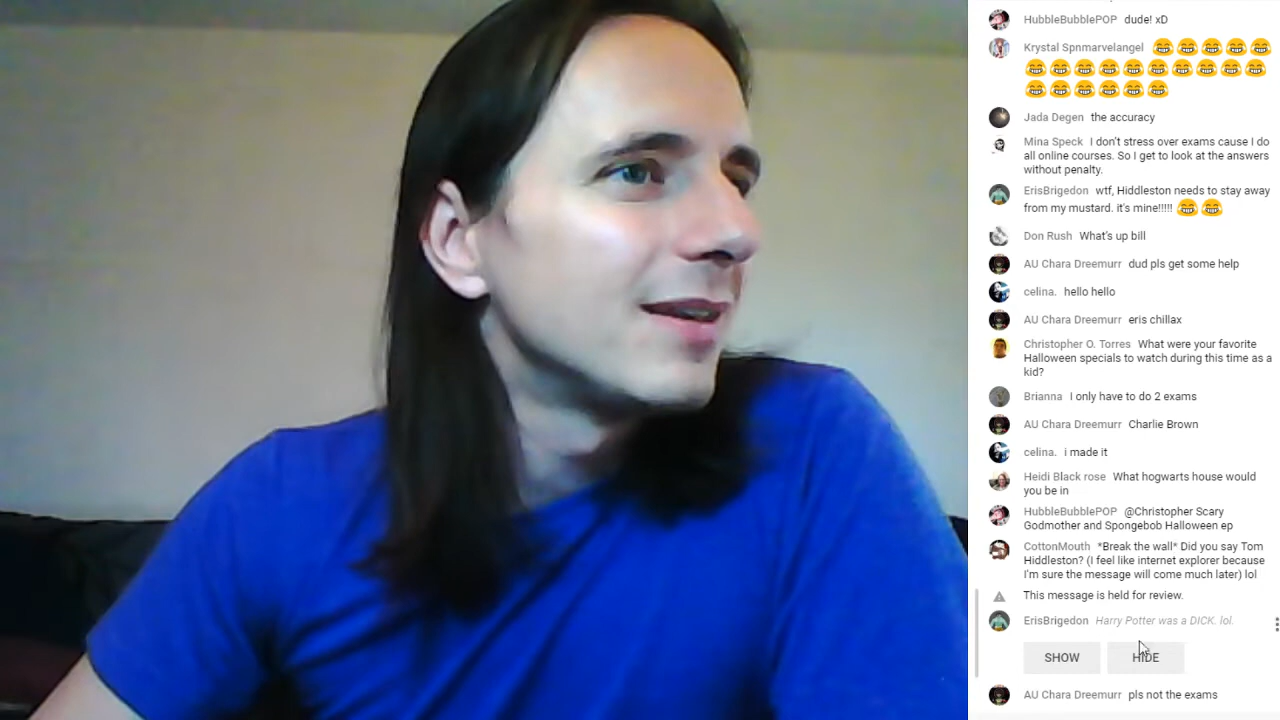 HubbleBubblePOP dude! xD
Krystal Spnmarvelangel 😂😂😂😂😂
😂😂😂😂😂😂😂😂😂😂
😂😂😂😂😂😂
Jada Degen the accuracy
Mina Speck I don't stress over exams cause I do
all online courses. So I get to look at the answers
without penalty.
ErisBrigedon wtf, Hiddleston needs to stay away
from my mustard. it's mine!!!!! 😂😂
Don Rush What's up bill
AU Chara Dreemurr dud pls get some help
celina. hello hello
AU Chara Dreemurr eris chillax
Christopher O. Torres What were your favorite
Halloween specials to watch during this time as a
kid?
Brianna I only have to do 2 exams
AU Chara Dreemurr Charlie Brown
celina. i made it
Heidi Black rose What hogwarts house would
you be in
HubbleBubblePOP @Christopher Scary
Godmother and Spongebob Halloween ep
CottonMouth *Break the wall* Did you say Tom
Hiddleston? (I feel like internet explorer because
I'm sure the message will come much later) lol
This message is held for review.
ErisBrigedon Harry Potter was a DICK. lol.
SHOW HIDE
AU Chara Dreemurr pls not the exams